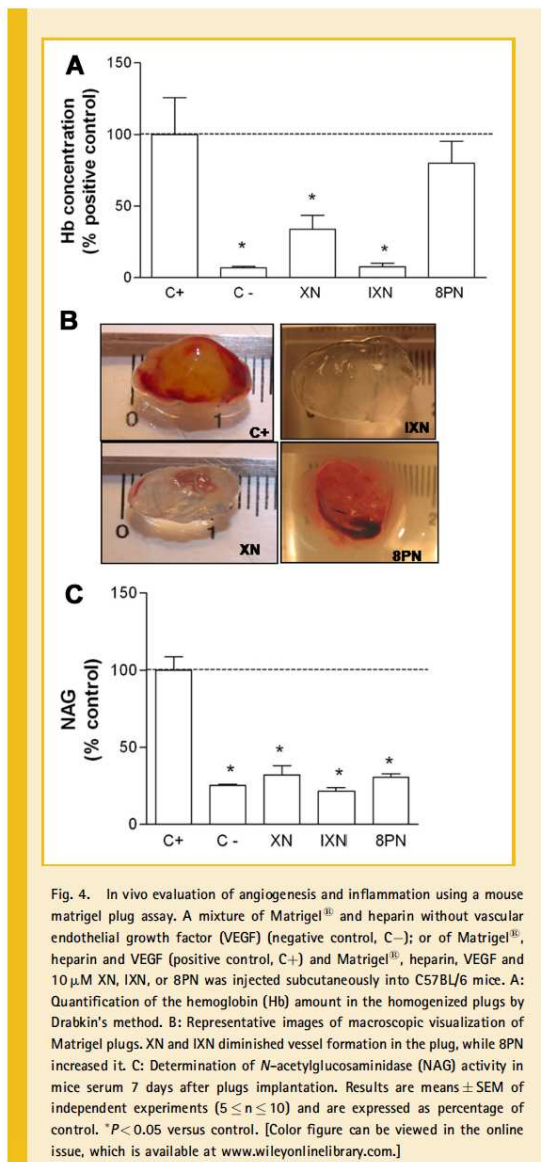 A
Hb concentration
(% positive control)
150
100
50
0
*
*
*
C+
C -
XN
IXN
8PN
B
0
1
C+
IXN
0
1
XN
2
8PN
C
NAG
(% control)
150
100
50
0
*
*
*
*
C+
C -
XN
IXN
8PN
Fig. 4. In vivo evaluation of angiogenesis and inflammation using a mouse
matrigel plug assay. A mixture of Matrigel® and heparin without vascular
endothelial growth factor (VEGF) (negative control, C−); or of Matrigel®,
heparin and VEGF (positive control, C+) and Matrigel®, heparin, VEGF and
10 μM XN, IXN, or 8PN was injected subcutaneously into C57BL/6 mice. A:
Quantification of the hemoglobin (Hb) amount in the homogenized plugs by
Drabkin's method. B: Representative images of macroscopic visualization of
Matrigel plugs. XN and IXN diminished vessel formation in the plug, while 8PN
increased it. C: Determination of N-acetylglucosaminidase (NAG) activity in
mice serum 7 days after plugs implantation. Results are means ± SEM of
independent experiments (5 ≤ n ≤ 10) and are expressed as percentage of
control. *P < 0.05 versus control. [Color figure can be viewed in the online
issue, which is available at www.wileyonlinelibrary.com.]